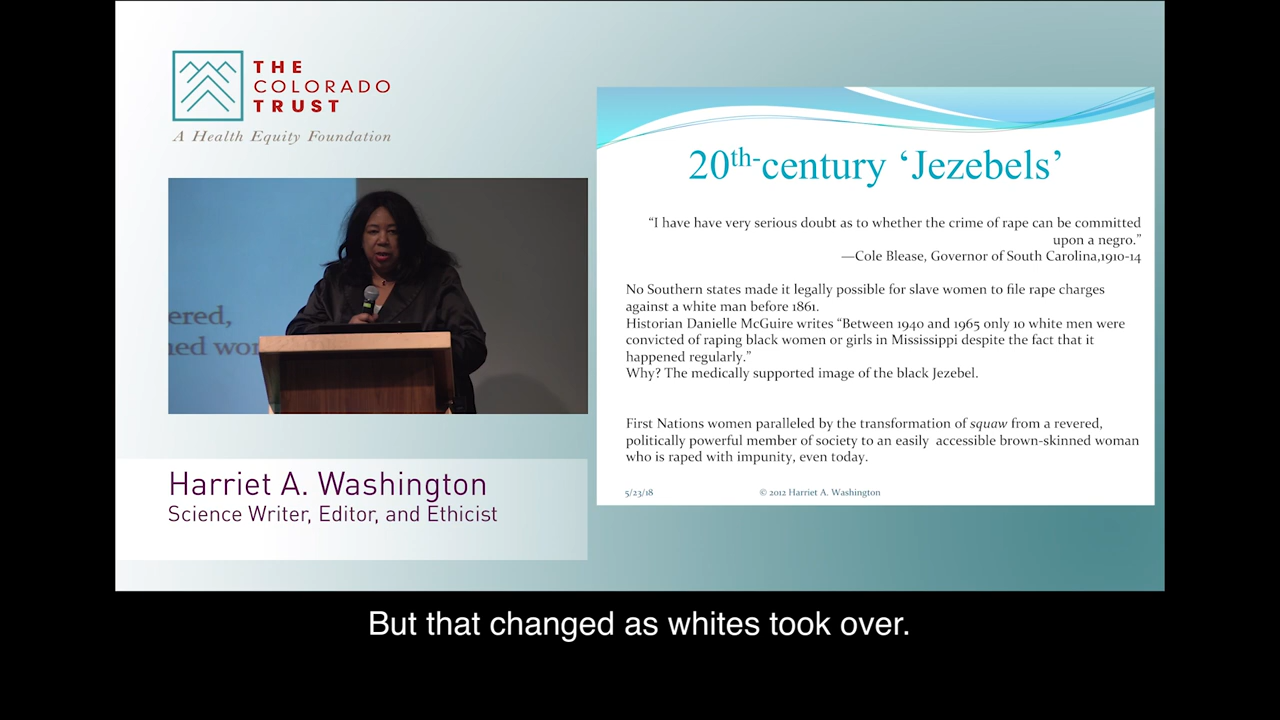 THE
COLORADO
TRUST
A Health Equity Foundation
20th-century ‘Jezebels’
“I have have very serious doubt as to whether the crime of rape can be committed
upon a negro.”
—Cole Blease, Governor of South Carolina,1910-14
No Southern states made it legally possible for slave women to file rape charges
against a white man before 1861.
Historian Danielle McGuire writes “Between 1940 and 1965 only 10 white men were
convicted of raping black women or girls in Mississippi despite the fact that it
happened regularly.”
Why? The medically supported image of the black Jezebel.
First Nations women paralleled by the transformation of squaw from a revered,
politically powerful member of society to an easily accessible brown-skinned woman
who is raped with impunity, even today.
5/23/18 © 2012 Harriet A. Washington
ered,
Harriet A. Washington
Science Writer, Editor, and Ethicist
But that changed as whites took over.